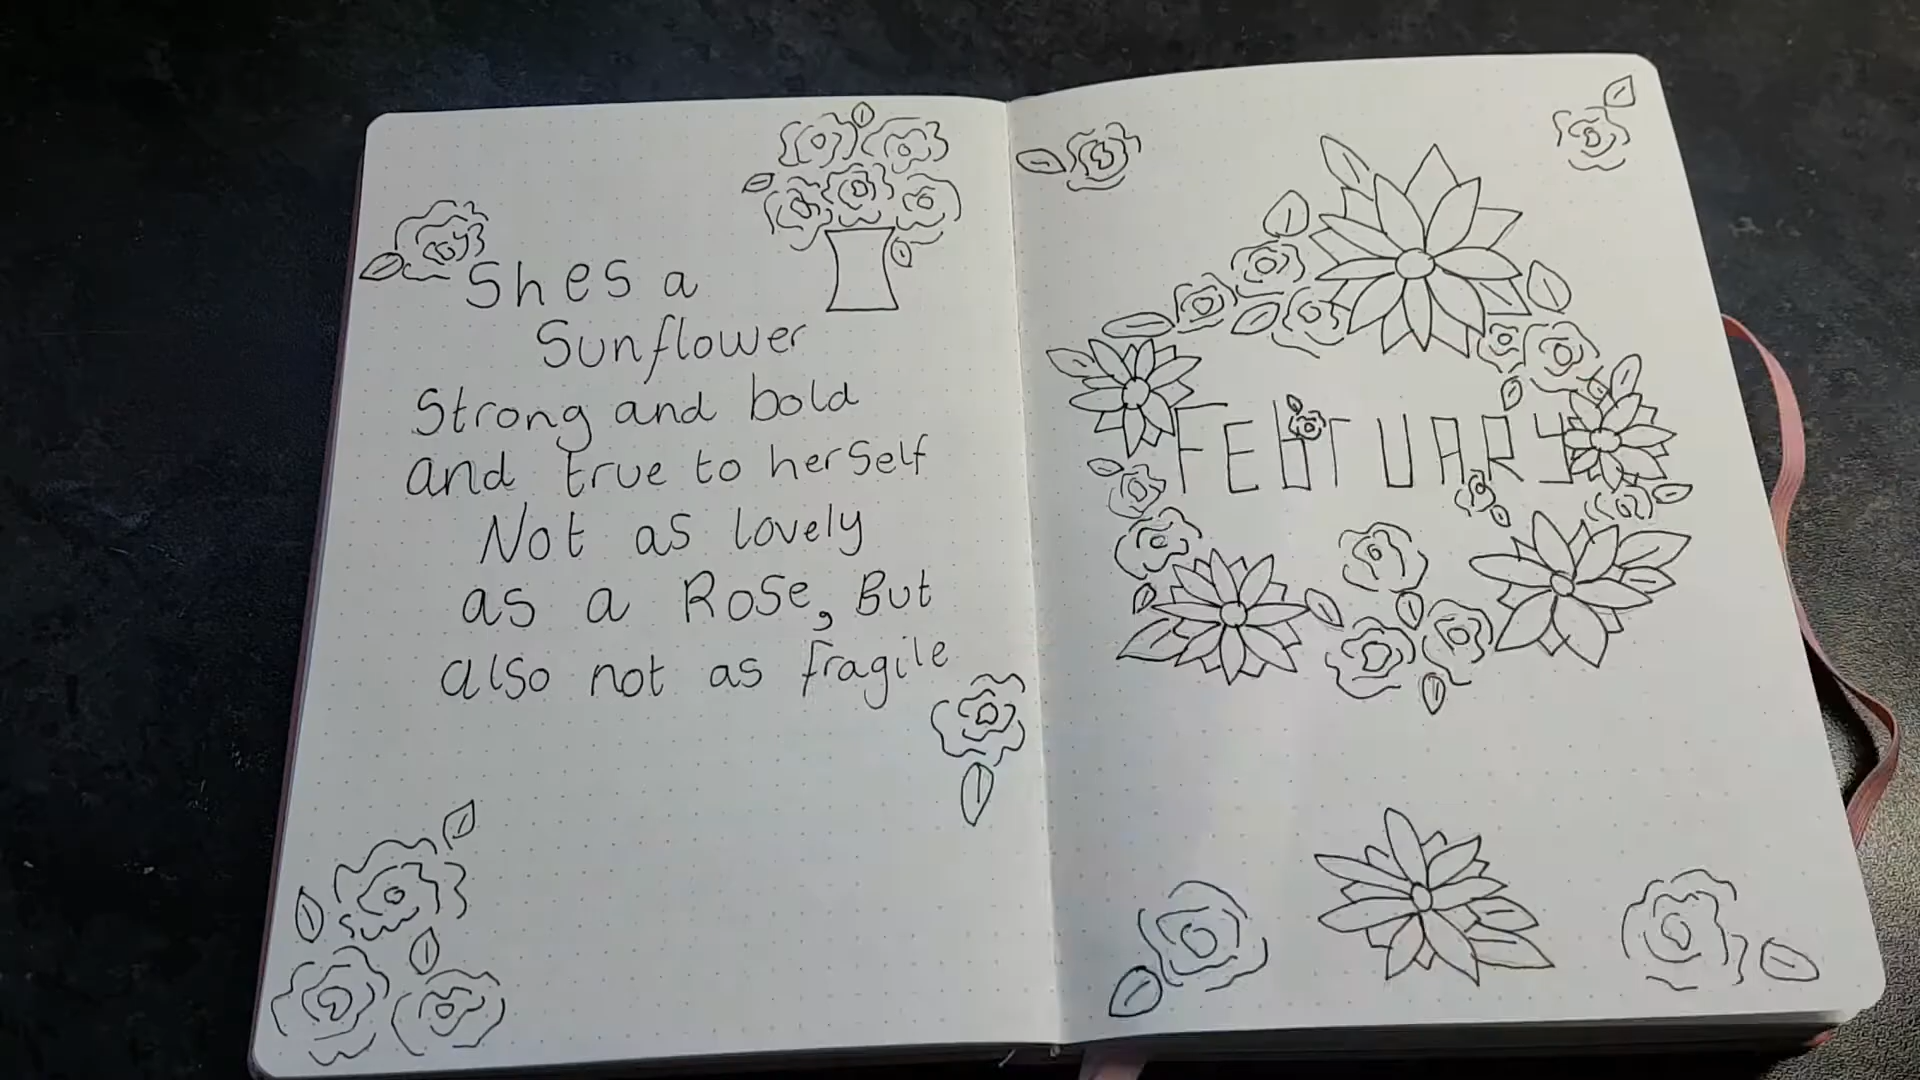 Shes a
Sunflower
Strong and bold
and true to herself
Not as lovely
as a Rose, But
also not as fragile
FEbrUARY